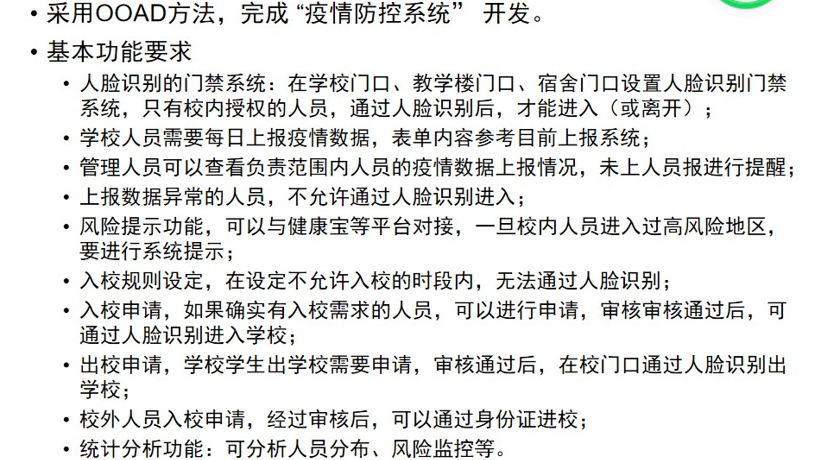 • 采用OOAD方法，完成 “疫情防控系统” 开发。
• 基本功能要求
• 人脸识别的门禁系统：在学校门口、教学楼门口、宿舍门口设置人脸识别门禁
系统，只有校内授权的人员，通过人脸识别后，才能进入（或离开）；
• 学校人员需要每日上报疫情数据，表单内容参考目前上报系统；
• 管理人员可以查看负责范围内人员的疫情数据上报情况，未上人员报进行提醒；
• 上报数据异常的人员，不允许通过人脸识别进入；
• 风险提示功能，可以与健康宝等平台对接，一旦校内人员进入过高风险地区，
要进行系统提示；
• 入校规则设定，在设定不允许入校的时段内，无法通过人脸识别；
• 入校申请，如果确实有入校需求的人员，可以进行申请，审核审核通过后，可
通过人脸识别进入学校；
• 出校申请，学校学生出学校需要申请，审核通过后，在校门口通过人脸识别出
学校；
• 校外人员入校申请，经过审核后，可以通过身份证进校；
• 统计分析功能：可分析人员分布、风险监控等。